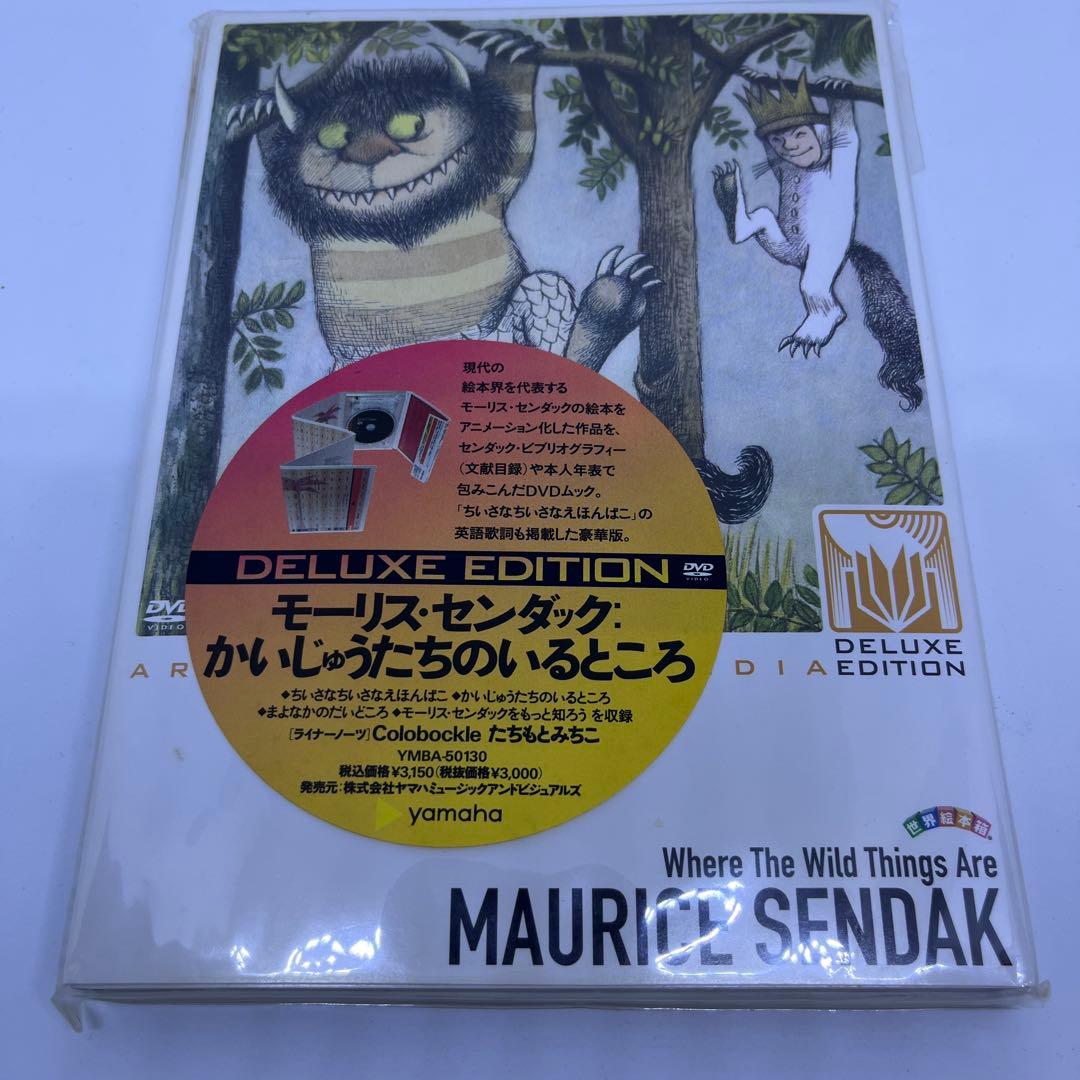 現代の
絵本界を代表する
モーリス・センダックの絵本を
アニメーション化した作品を、
センダック・ビブリオグラフィー
(文献目録)や本人年表で
包みこんだDVDムック。
「ちいさなちいさなえほんばこ」の
英語歌詞も掲載した豪華版。
DELUXE EDITION DVD VIDEO
モーリス・センダック:
かいじゅうたちのいるところ
◆ちいさなちいさなえほんばこ ◆かいじゅうたちのいるところ
◆まよなかのだいどころ ◆モーリス・センダックをもっと知ろう を収録
[ライナーノーツ] Colobockle たちもとみちこ
YMBA-50130
税込価格¥3,150(税抜価格¥3,000)
発売元:株式会社ヤマハミュージックアンドビジュアルズ
yamaha
DVD
VIDEO
DELUXE
EDITION
世界絵本箱
Where The Wild Things Are
MAURICE SENDAK